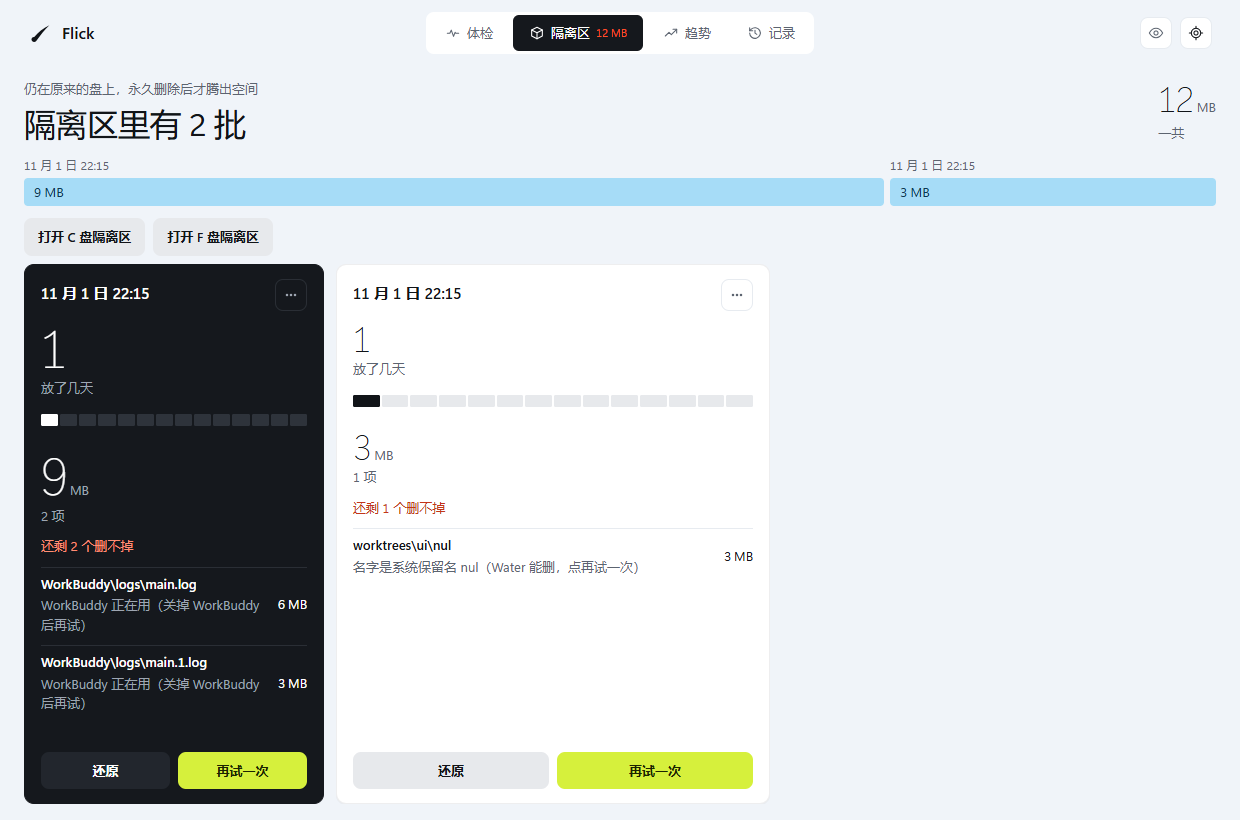 Flick
体检
隔离区 12 MB
趋势
记录
仍在原来的盘上，永久删除后才腾出空间
隔离区里有 2 批
12 MB
一共
11 月 1 日 22:15
11 月 1 日 22:15
9 MB
3 MB
打开 C 盘隔离区
打开 F 盘隔离区
11 月 1 日 22:15
1
放了几天
9 MB
2 项
还剩 2 个删不掉
WorkBuddy\logs\main.log
WorkBuddy 正在用（关掉 WorkBuddy
后再试）
6 MB
WorkBuddy\logs\main.1.log
WorkBuddy 正在用（关掉 WorkBuddy
后再试）
3 MB
还原
再试一次
11 月 1 日 22:15
1
放了几天
3 MB
1 项
还剩 1 个删不掉
worktrees\ui\nul
名字是系统保留名 nul（Water 能删，点再试一次）
3 MB
还原
再试一次